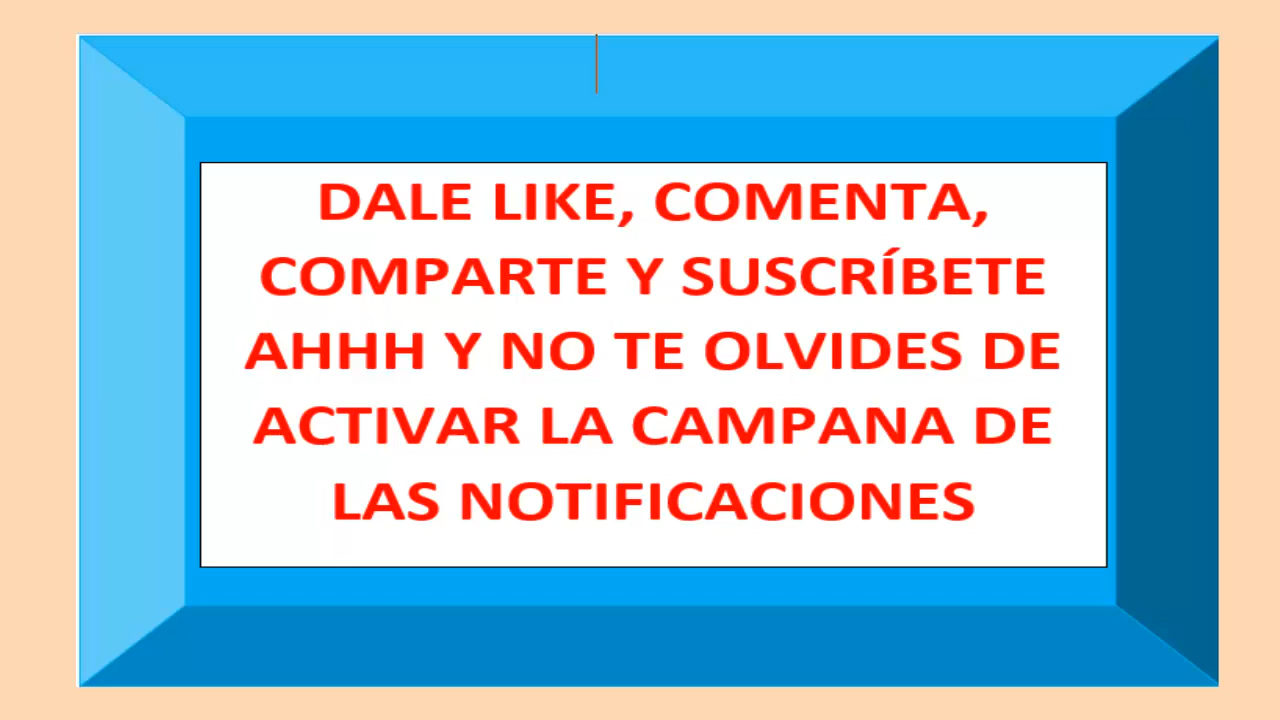 DALE LIKE, COMENTA,
COMPARTE Y SUSCRÍBETE
AHHH Y NO TE OLVIDES DE
ACTIVAR LA CAMPANA DE
LAS NOTIFICACIONES